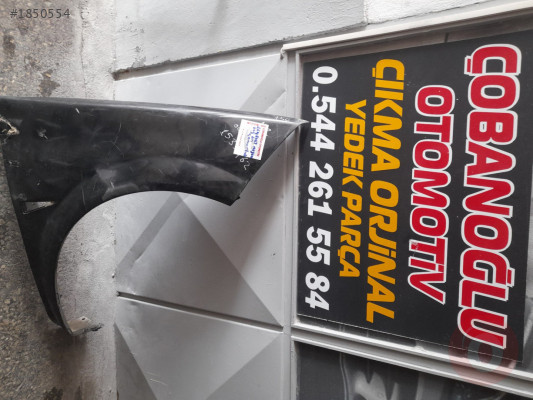 #1850554
ÇOBANOĞLU
OTOMOTİV
ÇIKMA ORJİNAL
YEDEK PARÇA
0.544 261 55 84